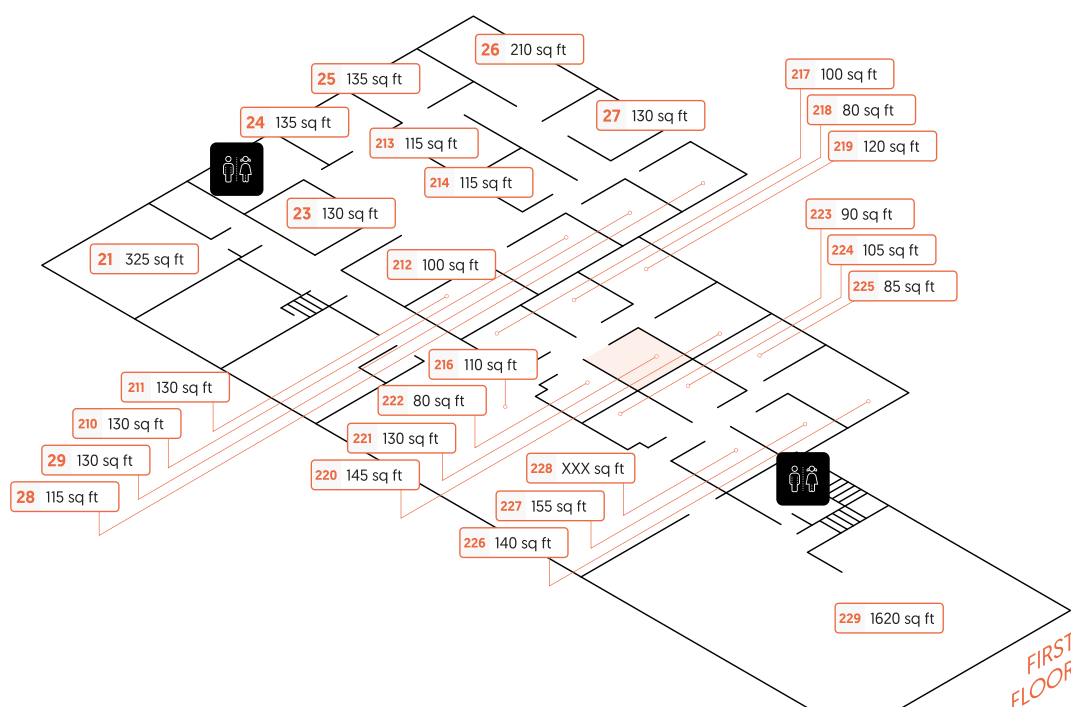 26 210 sq ft
25 135 sq ft
217 100 sq ft
218 80 sq ft
27 130 sq ft
24 135 sq ft
213 115 sq ft
219 120 sq ft
214 115 sq ft
23 130 sq ft
223 90 sq ft
224 105 sq ft
21 325 sq ft
212 100 sq ft
225 85 sq ft
216 110 sq ft
211 130 sq ft
222 80 sq ft
210 130 sq ft
221 130 sq ft
29 130 sq ft
220 145 sq ft
228 XXX sq ft
28 115 sq ft
227 155 sq ft
226 140 sq ft
229 1620 sq ft
FIRST
FLOOR